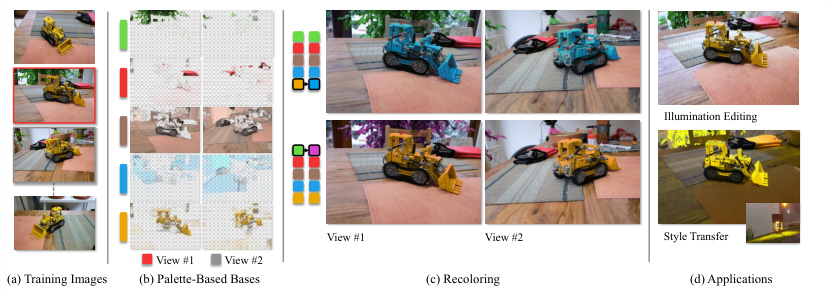 View #1
View #2
View #1
View #2
Illumination Editing
Style Transfer
(a) Training Images
(b) Palette-Based Bases
(c) Recoloring
(d) Applications